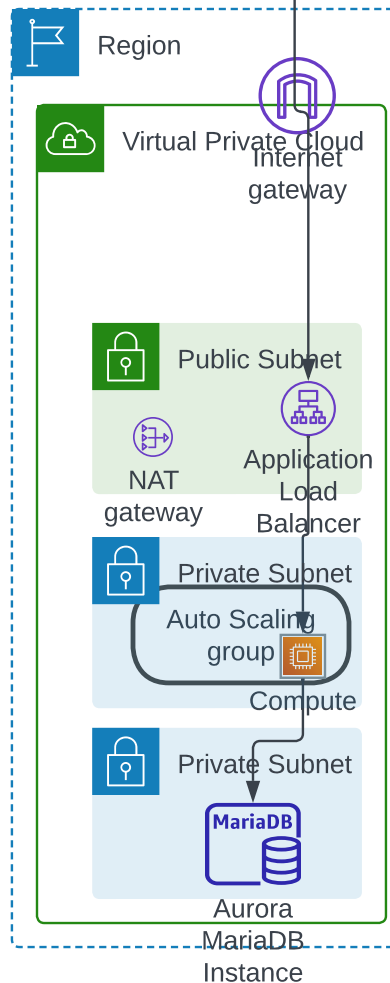 Region
Virtual Private Cloud
Internet
gateway
Public Subnet
NAT
gateway
Application
Load
Balancer
Private Subnet
Auto Scaling
group
Compute
Private Subnet
MariaDB
Aurora
MariaDB
Instance